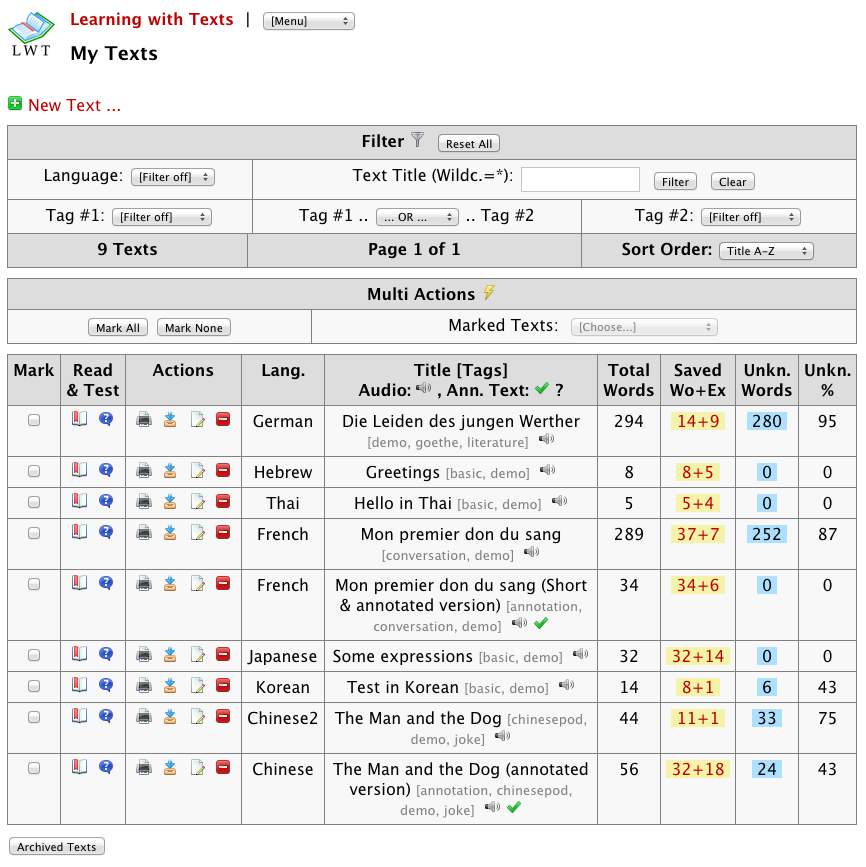 Learning with Texts | [Menu]
LWT
My Texts
New Text ...
Filter Reset All
Language: [Filter off] Text Title (Wildc.=*): Filter Clear
Tag #1: [Filter off] Tag #1 .. ... OR ... .. Tag #2 Tag #2: [Filter off]
9 Texts Page 1 of 1 Sort Order: Title A-Z
Multi Actions
Mark All Mark None Marked Texts: [Choose...]
Mark Read Actions Lang. Title [Tags] Total Saved Unkn. Unkn.
& Test Audio: , Ann. Text: ? Words Wo+Ex Words %
German Die Leiden des jungen Werther 294 14+9 280 95
[demo, goethe, literature]
Hebrew Greetings [basic, demo] 8 8+5 0 0
Thai Hello in Thai [basic, demo] 5 5+4 0 0
French Mon premier don du sang 289 37+7 252 87
[conversation, demo]
French Mon premier don du sang (Short 34 34+6 0 0
& annotated version) [annotation,
conversation, demo]
Japanese Some expressions [basic, demo] 32 32+14 0 0
Korean Test in Korean [basic, demo] 14 8+1 6 43
Chinese2 The Man and the Dog [chinesepod, 44 11+1 33 75
demo, joke]
Chinese The Man and the Dog (annotated 56 32+18 24 43
version) [annotation, chinesepod,
demo, joke]
Archived Texts